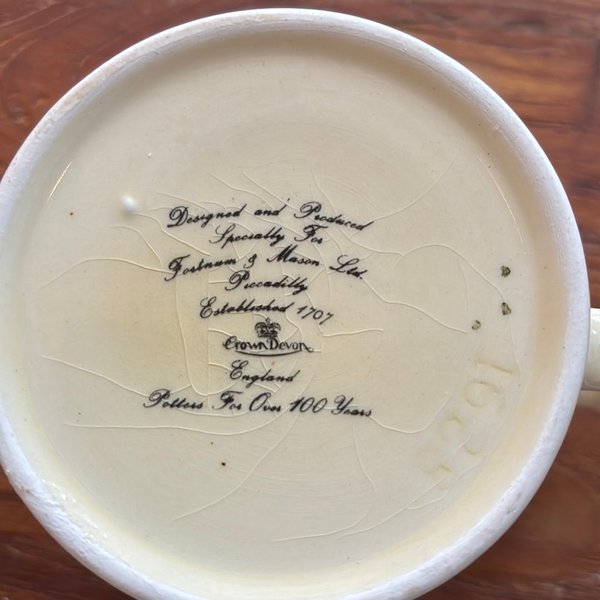 Designed and Produced
Specially For
Fortnum & Mason Ltd.
Piccadilly
Established 1707
Crown Devon
England
Potters For Over 100 Years